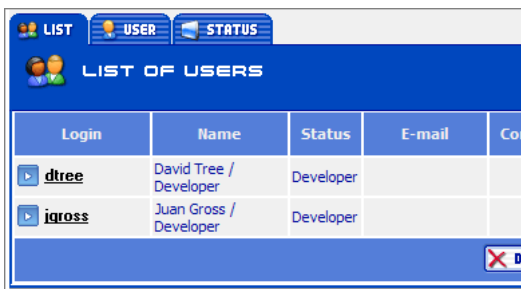 LIST USER STATUS
LIST OF USERS
Login Name Status E-mail
dtree David Tree / Developer
Developer
jgross Juan Gross / Developer
Developer